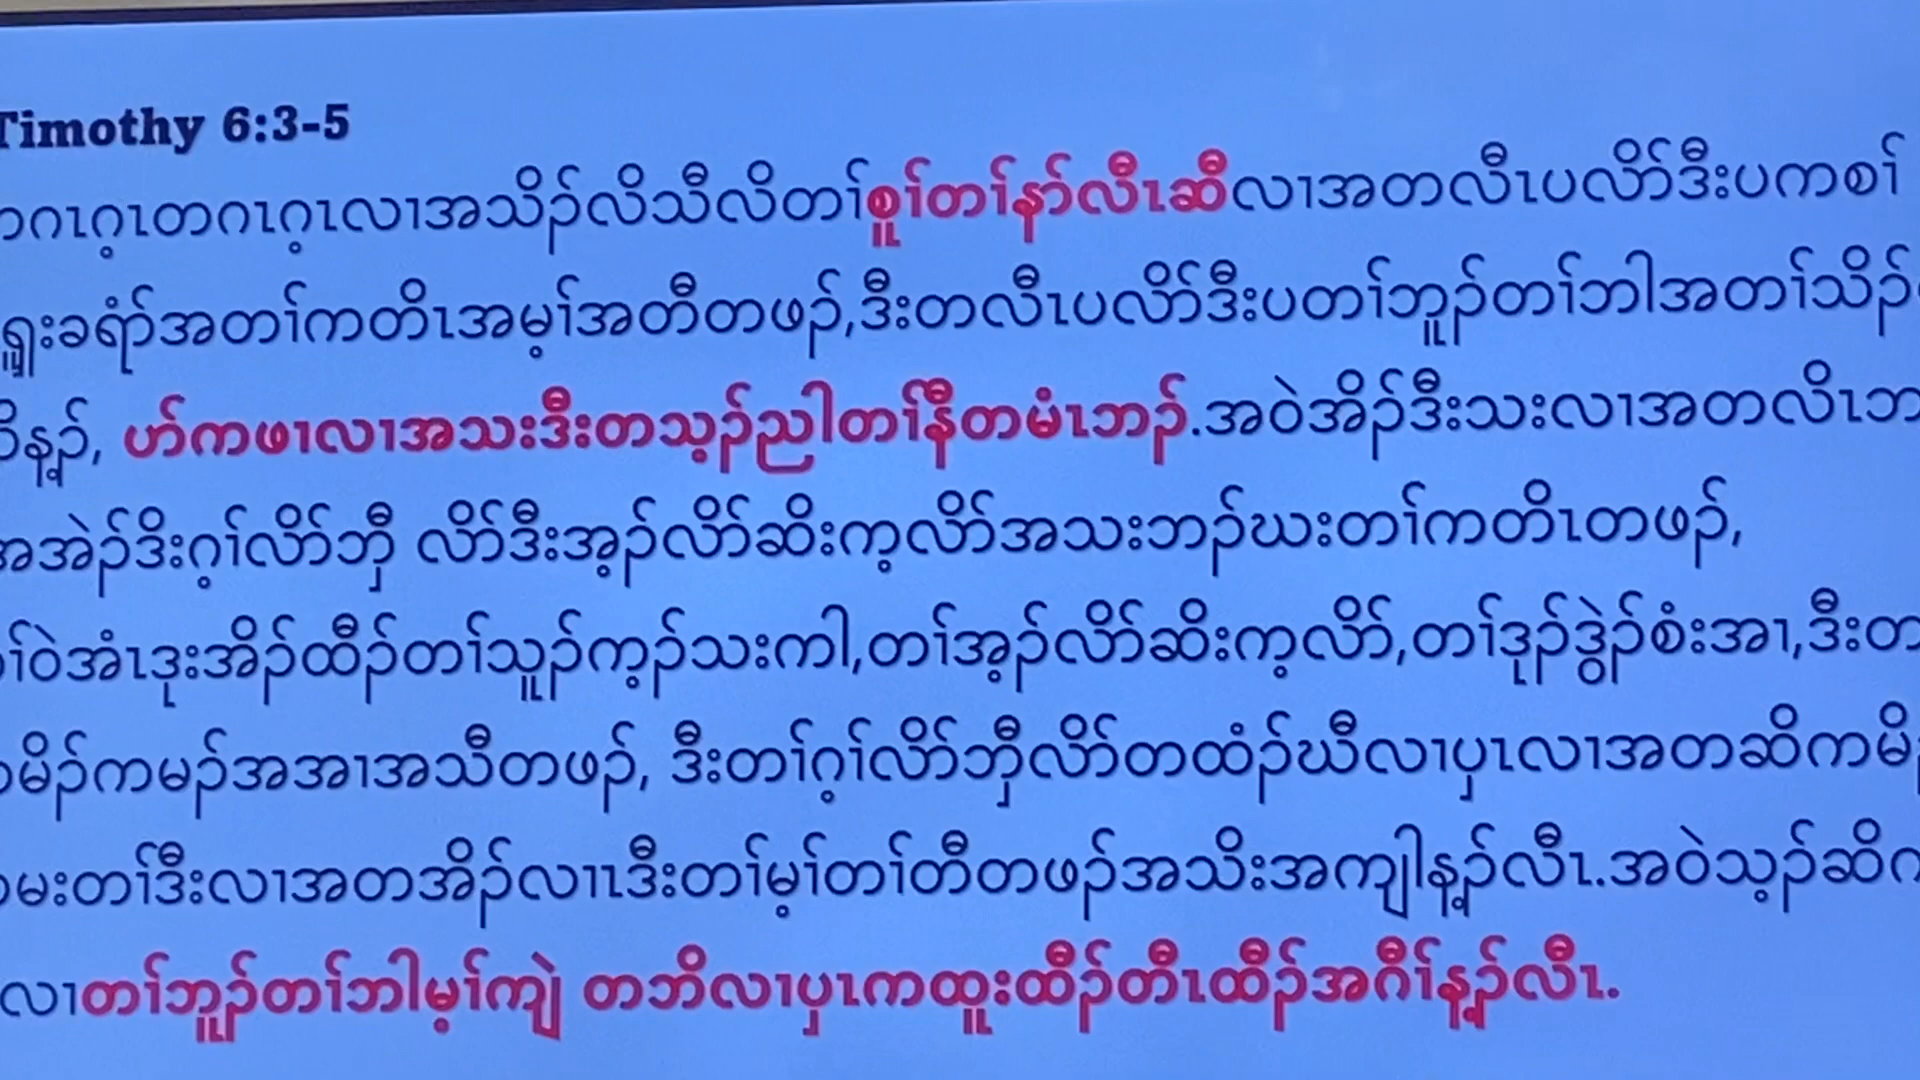 Timothy 6:3-5
ဂၤဂ့ၤတဂၤဂ့ၤလၢအသိၣ်လိသီလိတၢ်စူၢ်တၢ်နာ်လီၤဆီလၢအတလီၤပလိာ်ဒီးပကစၢ်
ရှူးခရံာ်အတၢ်ကတိၤအမ့ၢ်အတီတဖၣ်,ဒီးတလီၤပလိာ်ဒီးပတၢ်ဘူၣ်တၢ်ဘါအတၢ်သိၣ်
န့ၣ်, ဟ်ကဖၢလၢအသးဒီးတသ့ၣ်ညါတၢ်နီတမံၤဘၣ်.အဝဲအိၣ်ဒီးသးလၢအတလိၤဘ
အအဲၣ်ဒိးဂ့ၢ်လိာ်ဘှီ လိာ်ဒီးအ့ၣ်လိာ်ဆိးက့လိာ်အသးဘၣ်ဃးတၢ်ကတိၤတဖၣ်,
ဝဲအံၤဒုးအိၣ်ထီၣ်တၢ်သူၣ်က့ၣ်သးကါ,တၢ်အ့ၣ်လိာ်ဆိးက့လိာ်,တၢ်ဒုၣ်ဒွဲၣ်စံးအၢ,ဒီးတ
မိၣ်ကမၣ်အအၢအသီတဖၣ်, ဒီးတၢ်ဂ့ၢ်လိာ်ဘှီလိာ်တထံၣ်ဃီလၢပှၤလၢအတဆိကမိ
မးတၢ်ဒီးလၢအတအိၣ်လၢၤဒီးတၢ်မ့ၢ်တၢ်တီတဖၣ်အသိးအကျါန့ၣ်လီၤ.အဝဲသ့ၣ်ဆိက
လၢတၢ်ဘူၣ်တၢ်ဘါမ့ၢ်ကျဲ တဘိလၢပှၤကထူးထီၣ်တီၤထီၣ်အဂီၢ်န့ၣ်လီၤ.